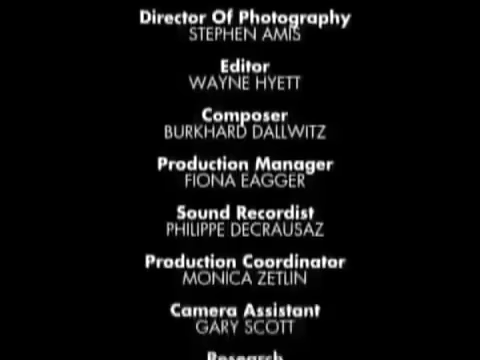 Director Of Photography
STEPHEN AMIS
Editor
WAYNE HYETT
Composer
BURKHARD DALLWITZ
Production Manager
FIONA EAGGER
Sound Recordist
PHILIPPE DECRAUSAZ
Production Coordinator
MONICA ZETLIN
Camera Assistant
GARY SCOTT
Research